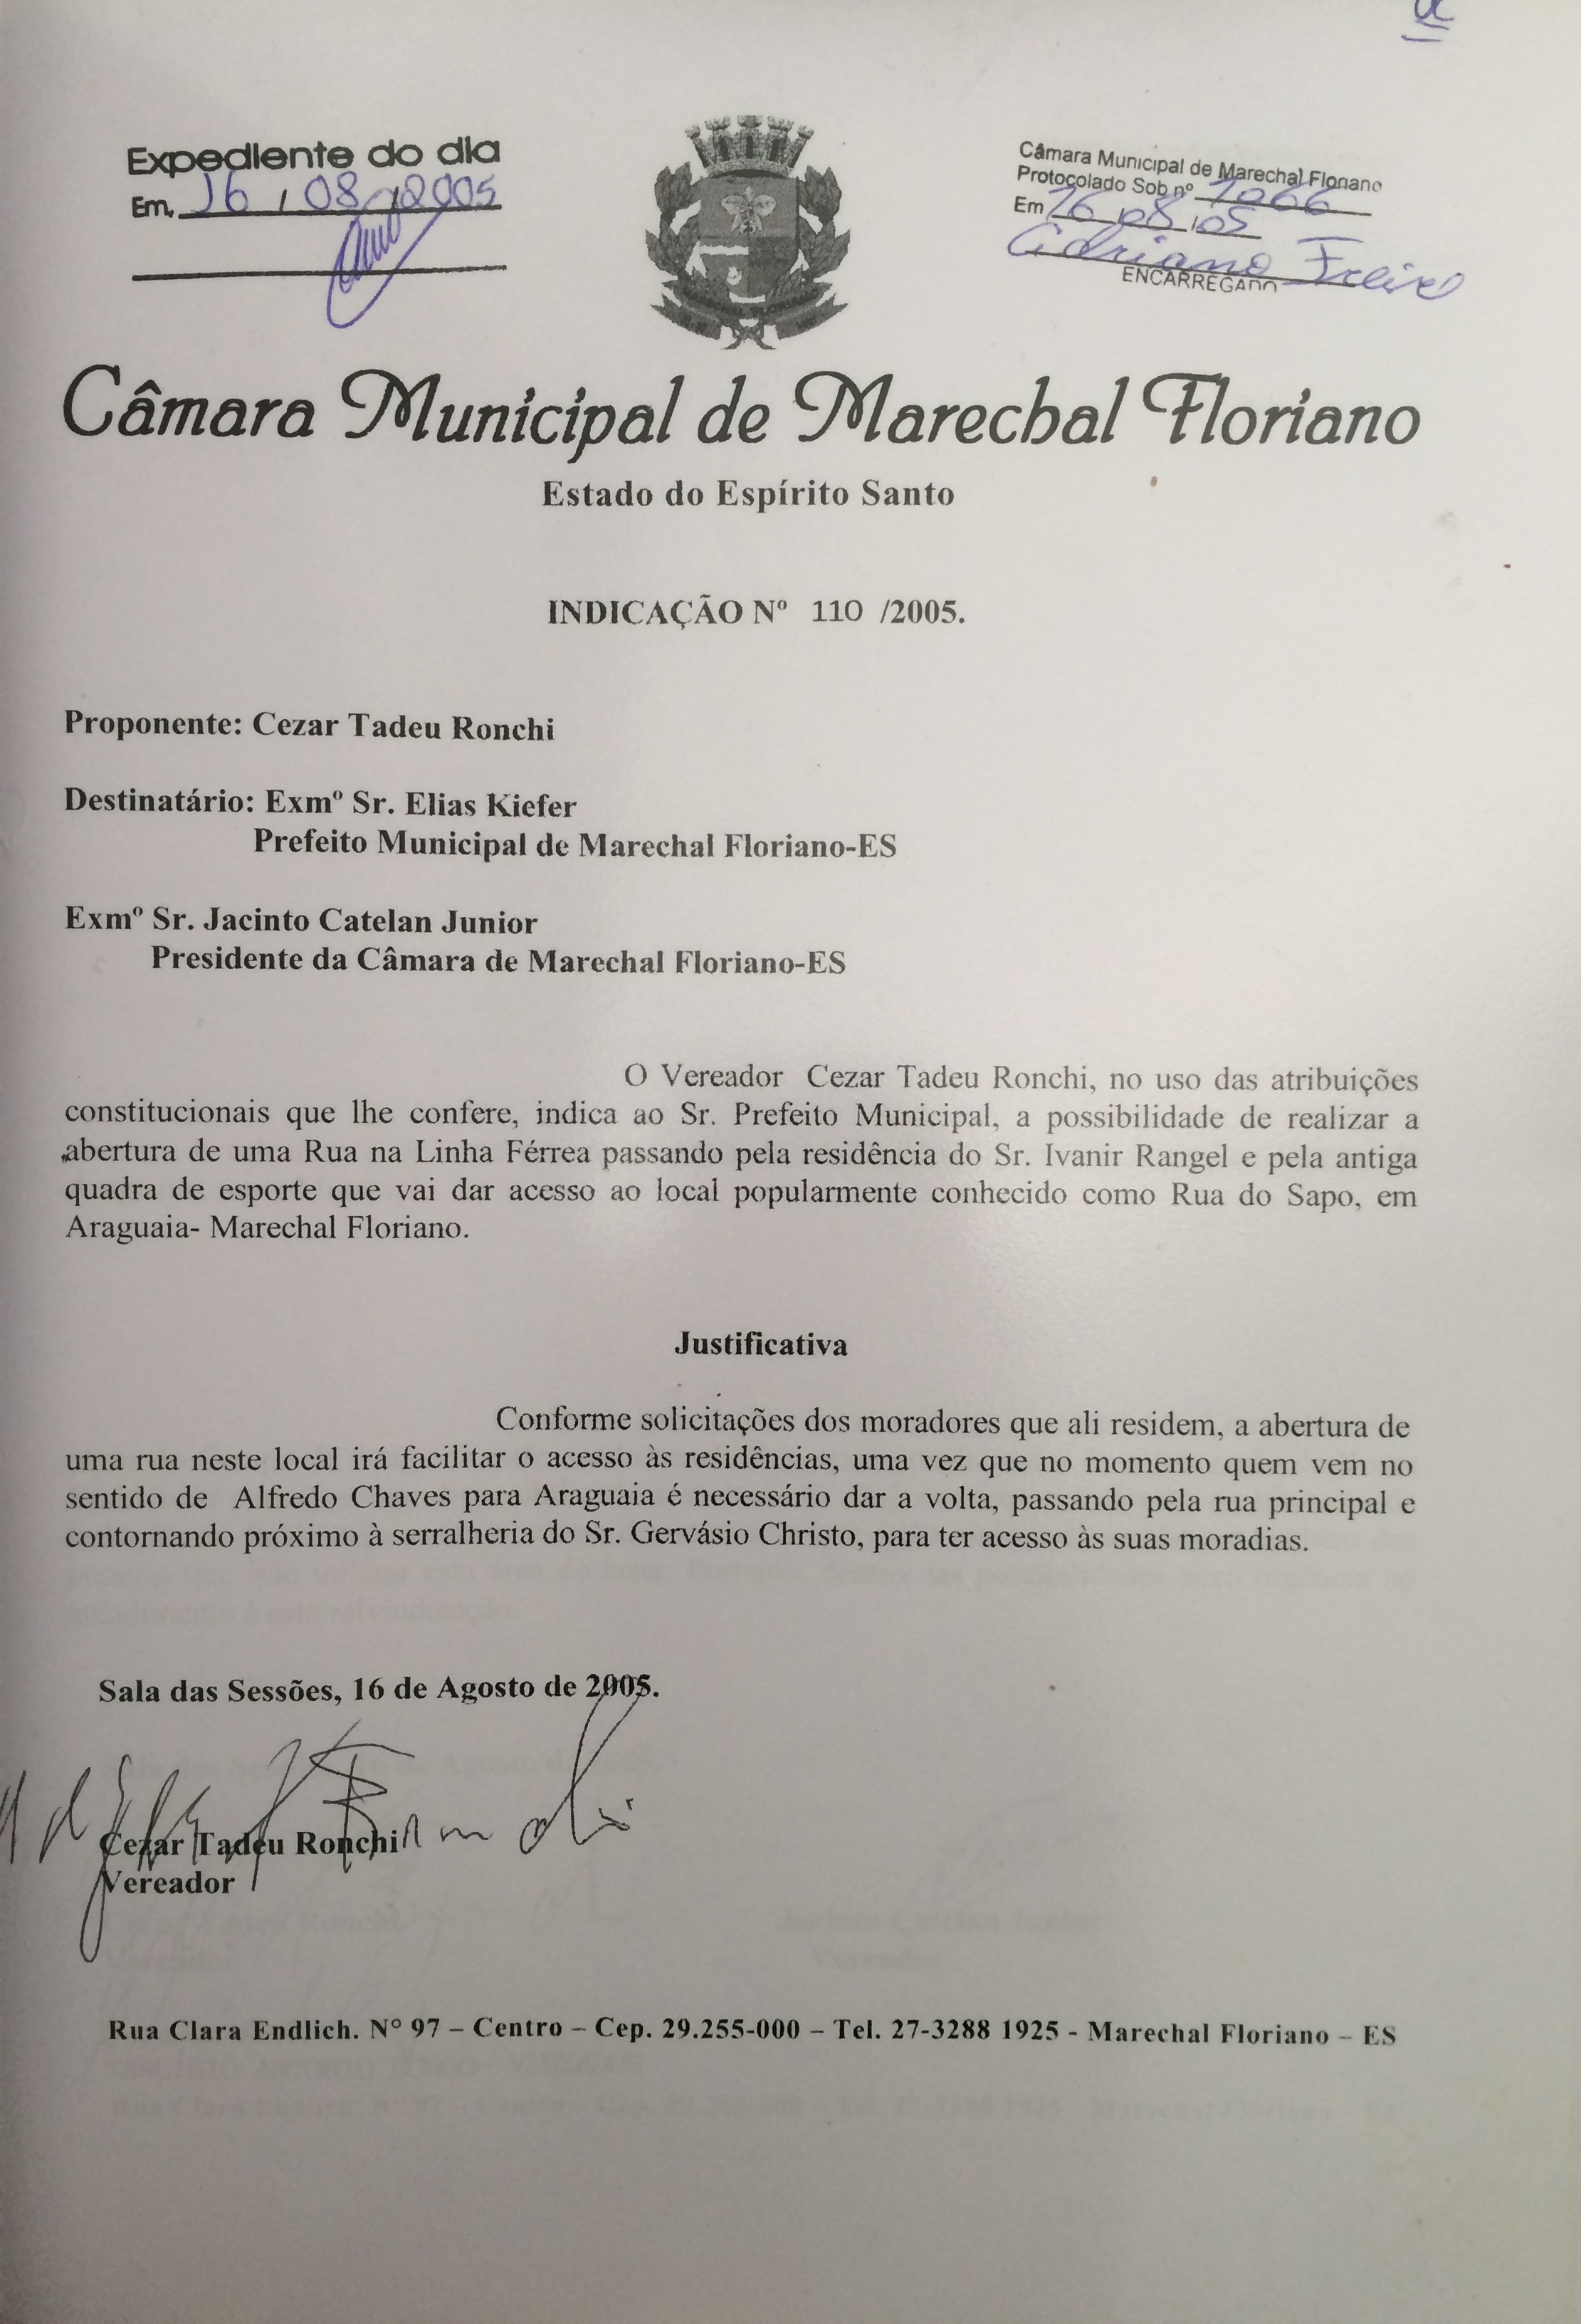 Expediente do dia
Em, 16 / 08 / 2005
Câmara Municipal de Marechal Floriano
Protocolado Sob nº 1066
Em 16 / 08 / 05
Adriano Freire
ENCARREGADO
Câmara Municipal de Marechal Floriano
Estado do Espírito Santo
INDICAÇÃO Nº 110 /2005.
Proponente: Cezar Tadeu Ronchi
Destinatário: Exmº Sr. Elias Kiefer
Prefeito Municipal de Marechal Floriano-ES
Exmº Sr. Jacinto Catelan Junior
Presidente da Câmara de Marechal Floriano-ES
O Vereador Cezar Tadeu Ronchi, no uso das atribuições
constitucionais que lhe confere, indica ao Sr. Prefeito Municipal, a possibilidade de realizar a
abertura de uma Rua na Linha Férrea passando pela residência do Sr. Ivanir Rangel e pela antiga
quadra de esporte que vai dar acesso ao local popularmente conhecido como Rua do Sapo, em
Araguaia- Marechal Floriano.
Justificativa
Conforme solicitações dos moradores que ali residem, a abertura de
uma rua neste local irá facilitar o acesso às residências, uma vez que no momento quem vem no
sentido de Alfredo Chaves para Araguaia é necessário dar a volta, passando pela rua principal e
contornando próximo à serralheria do Sr. Gervásio Christo, para ter acesso às suas moradias.
Sala das Sessões, 16 de Agosto de 2005.
Cezar Tadeu Ronchi
Vereador
Rua Clara Endlich. Nº 97 – Centro – Cep. 29.255-000 – Tel. 27-3288 1925 - Marechal Floriano – ES